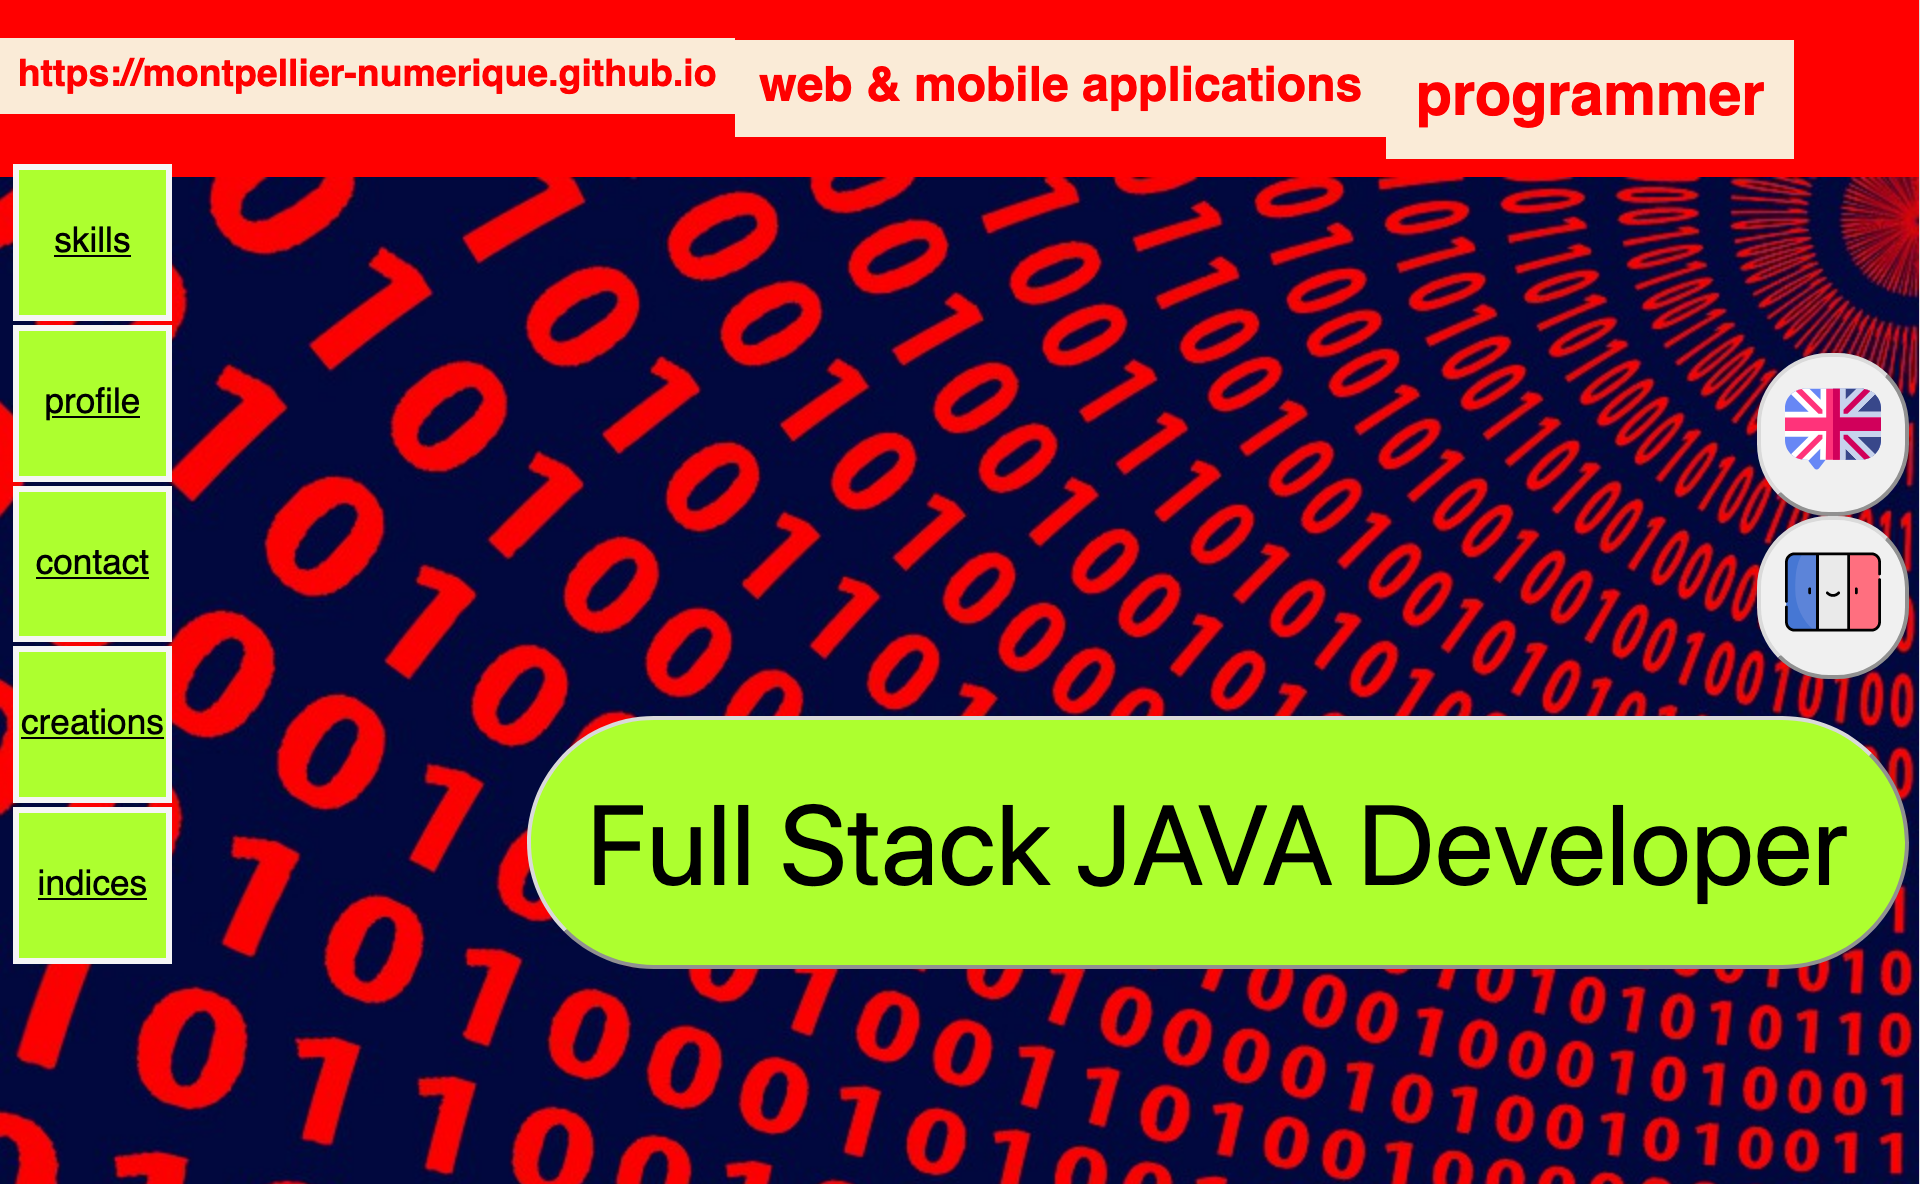 https://montpellier-numerique.github.io
web & mobile applications
programmer
skills
profile
contact
creations
indices
Full Stack JAVA Developer